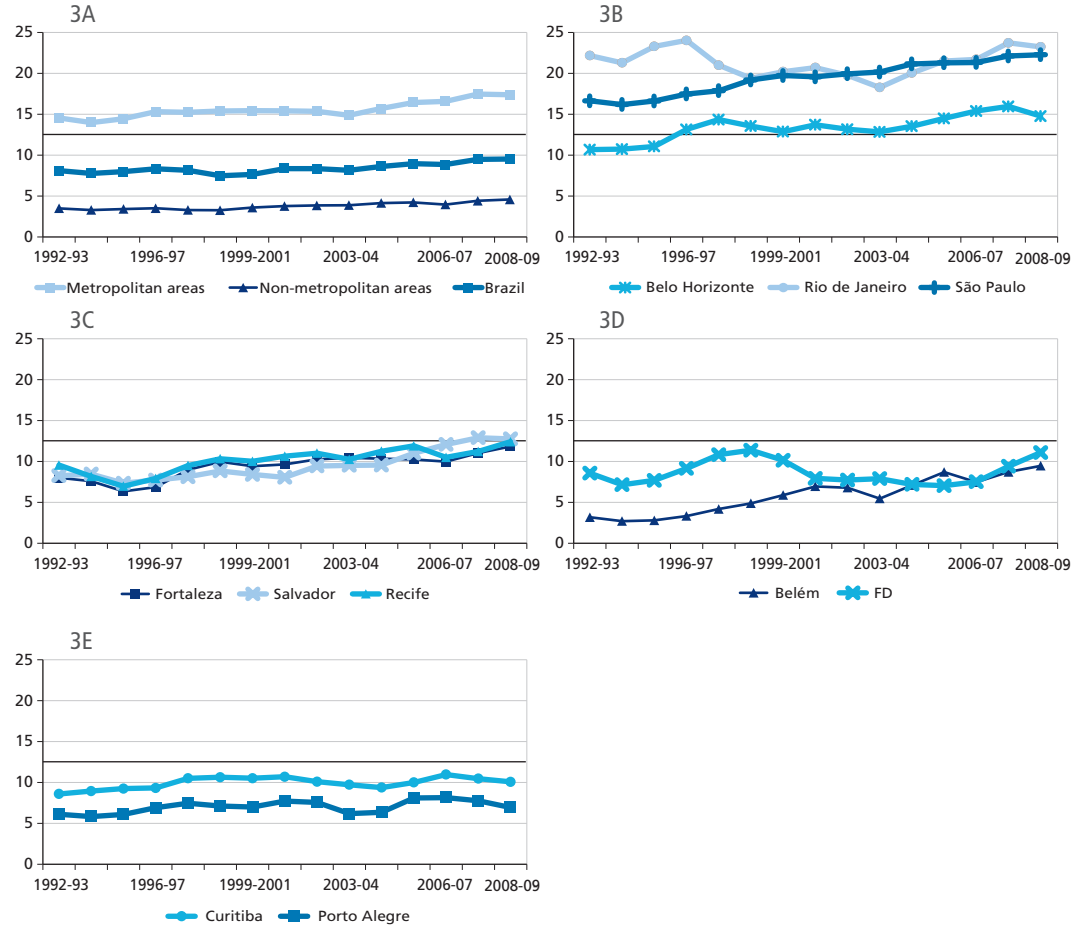 3A
25
20
15
10
5
0
1992-93 1996-97 1999-2001 2003-04 2006-07 2008-09
Metropolitan areas Non-metropolitan areas Brazil
3B
25
20
15
10
5
0
1992-93 1996-97 1999-2001 2003-04 2006-07 2008-09
Belo Horizonte Rio de Janeiro São Paulo
3C
25
20
15
10
5
0
1992-93 1996-97 1999-2001 2003-04 2006-07 2008-09
Fortaleza Salvador Recife
3D
25
20
15
10
5
0
1992-93 1996-97 1999-2001 2003-04 2006-07 2008-09
Belém FD
3E
25
20
15
10
5
0
1992-93 1996-97 1999-2001 2003-04 2006-07 2008-09
Curitiba Porto Alegre